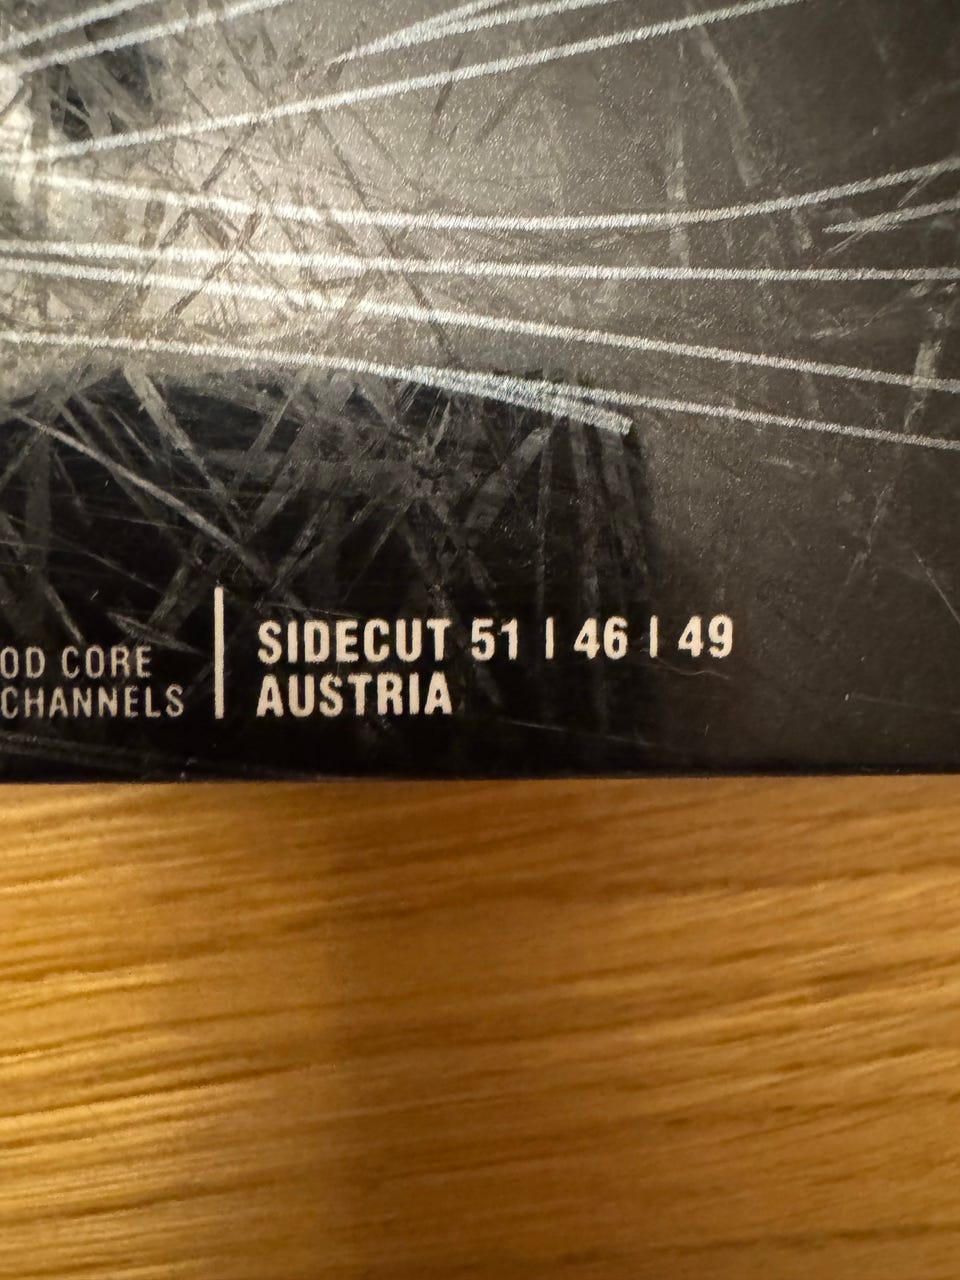 OD CORE
CHANNELS
SIDECUT 51 | 46 | 49
AUSTRIA